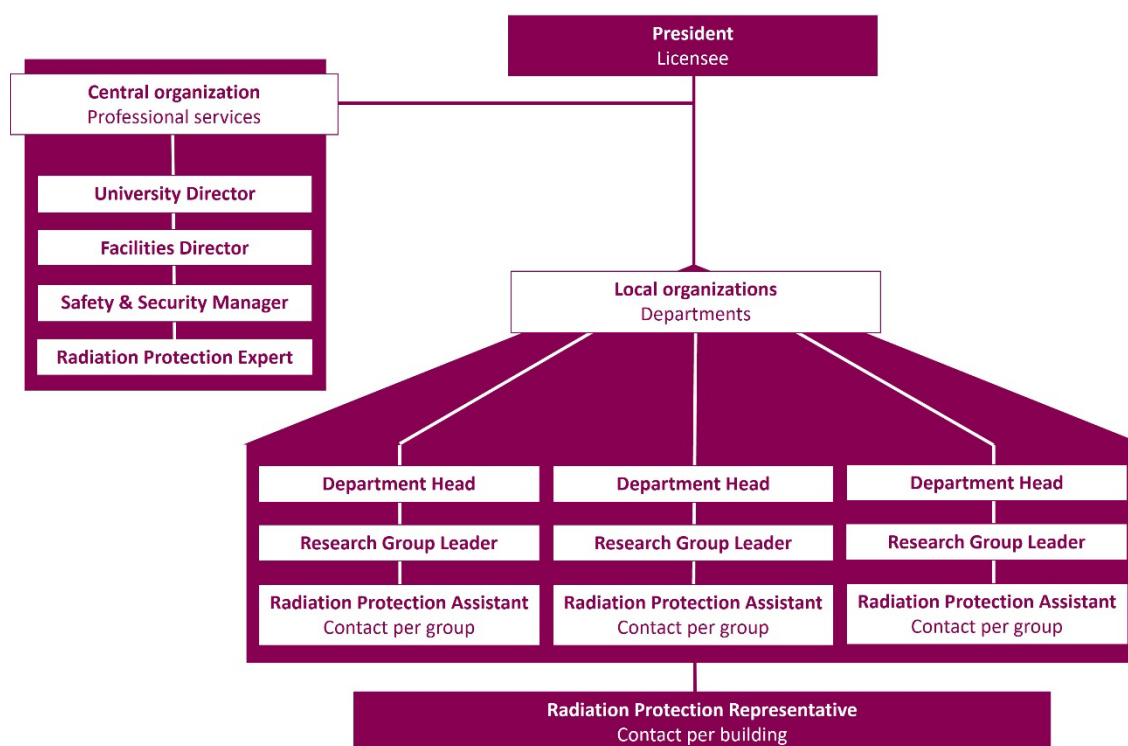 President
Licensee
Central organization
Professional services
University Director
Facilities Director
Safety & Security Manager
Radiation Protection Expert
Local organizations
Departments
Department Head
Research Group Leader
Radiation Protection Assistant
Contact per group
Department Head
Research Group Leader
Radiation Protection Assistant
Contact per group
Department Head
Research Group Leader
Radiation Protection Assistant
Contact per group
Radiation Protection Representative
Contact per building